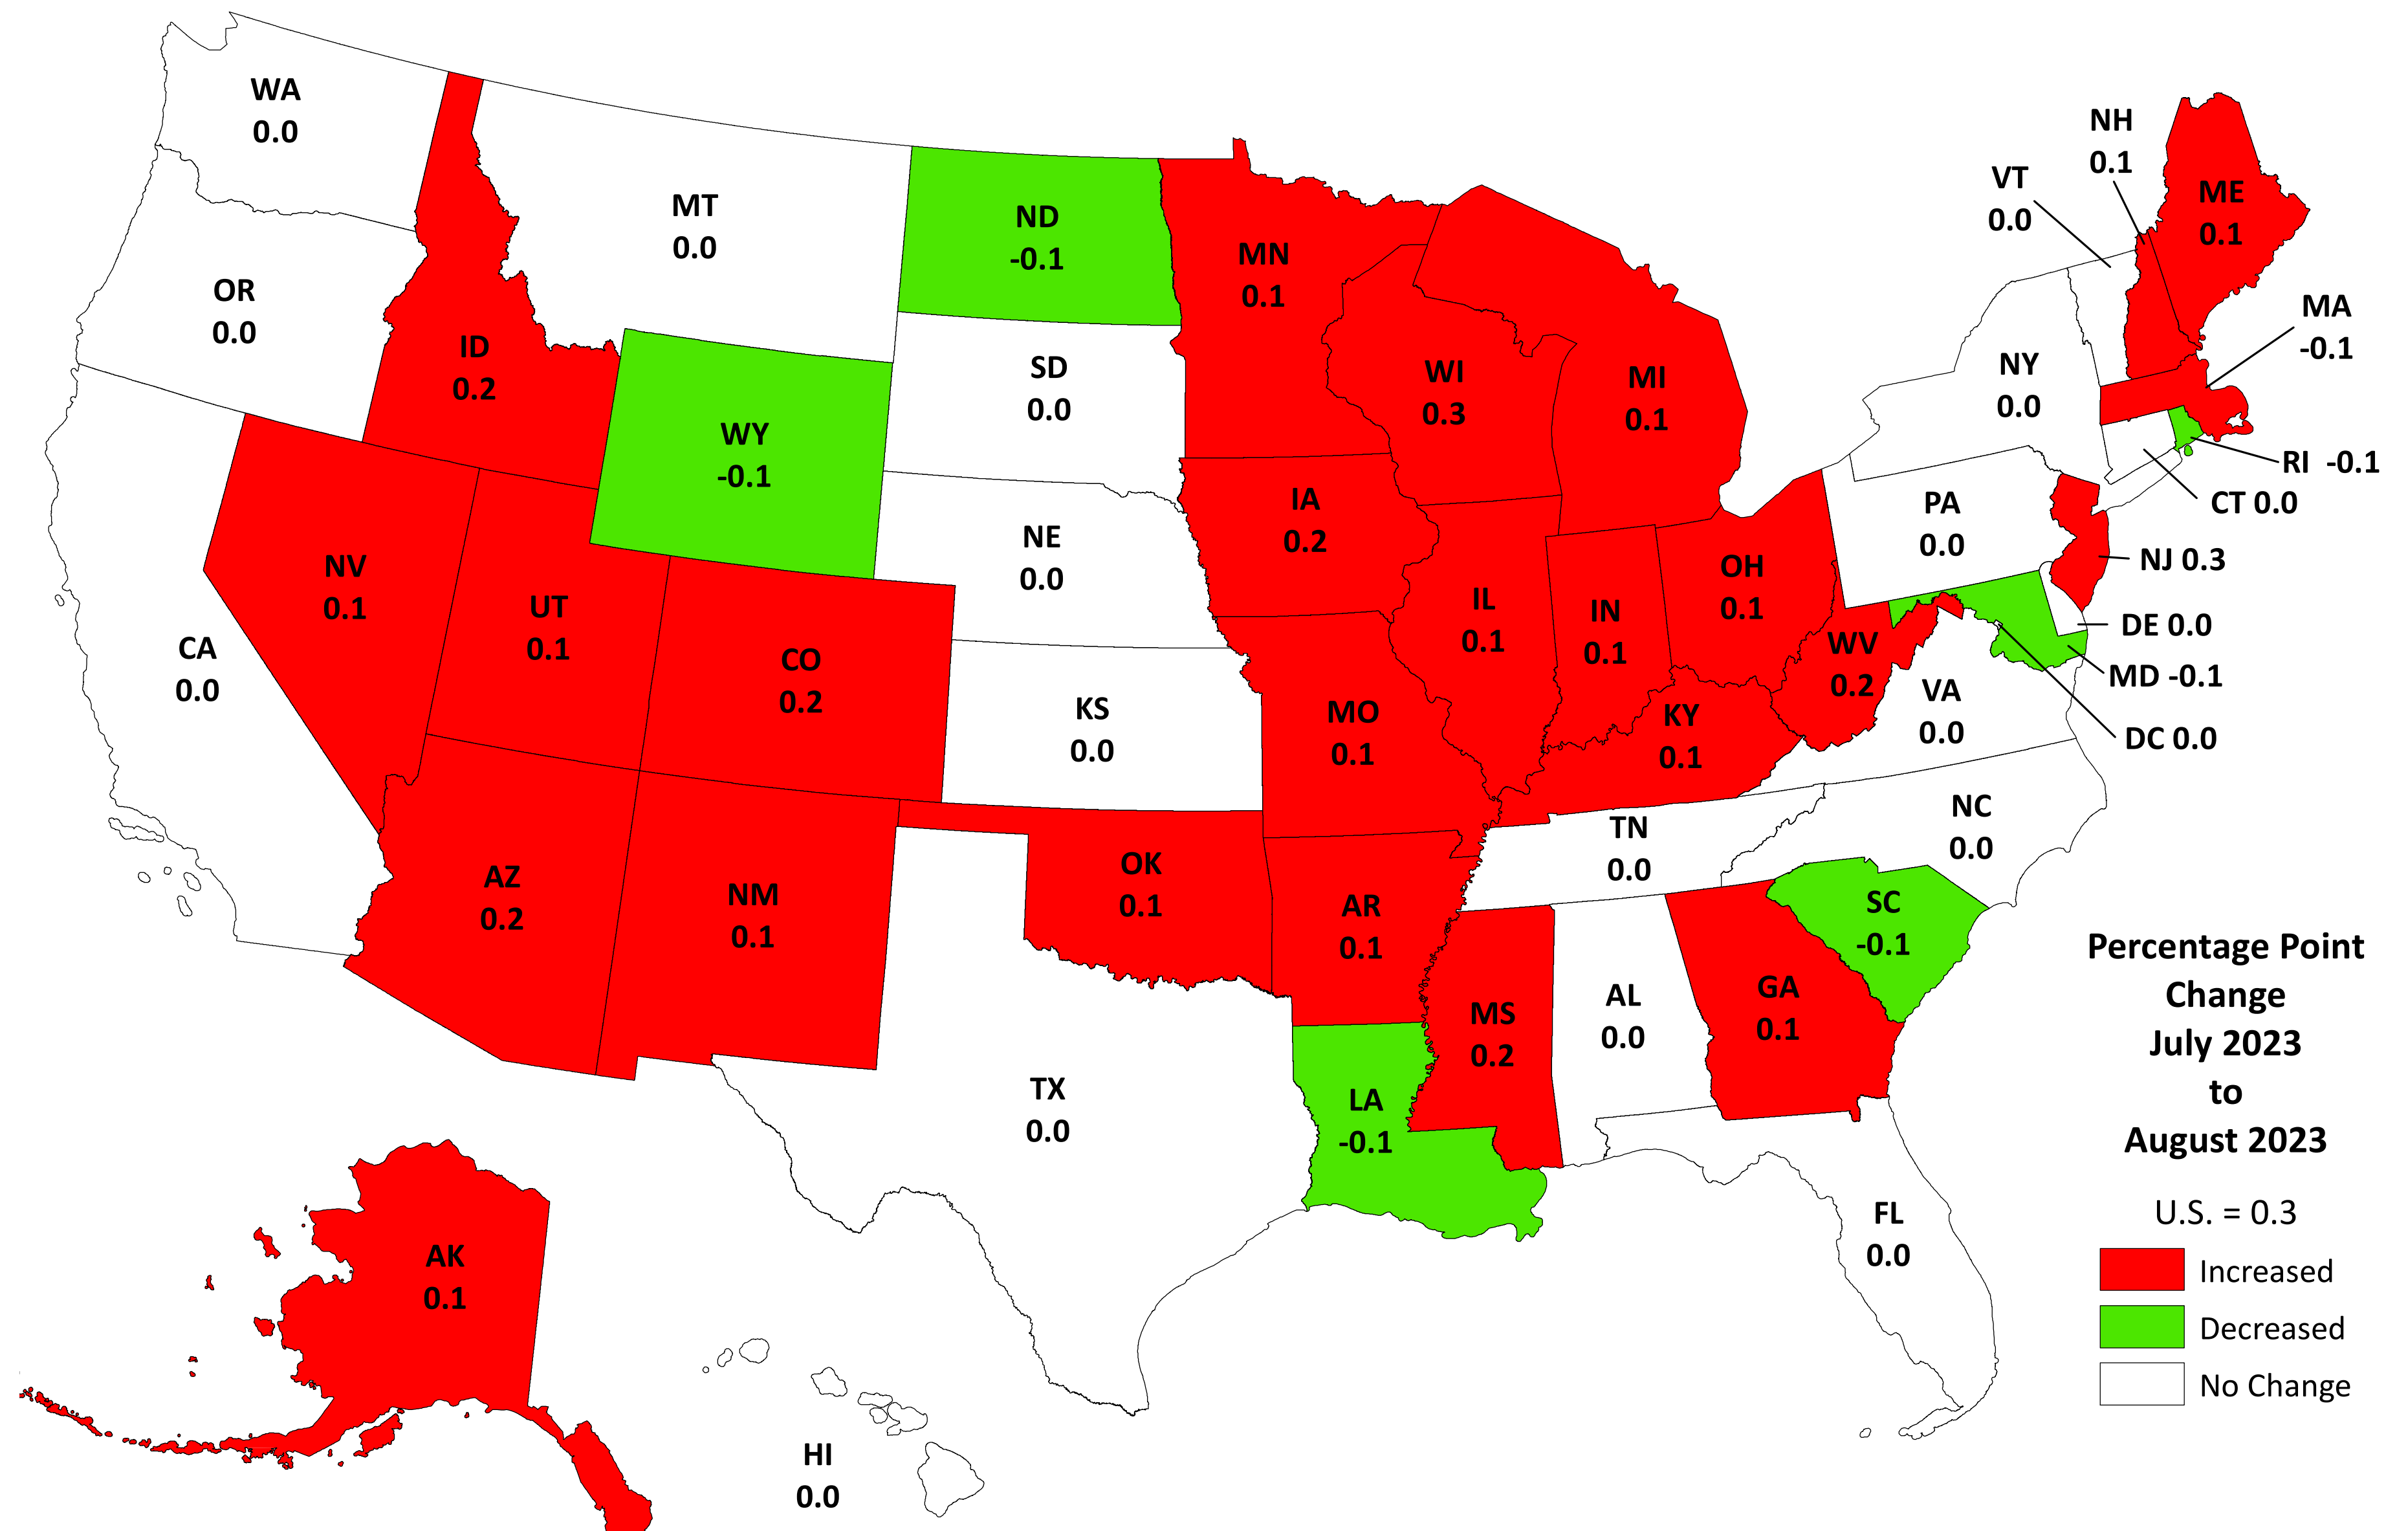 WA
0.0
OR
0.0
CA
0.0
ID
0.2
NV
0.1
MT
0.0
WY
-0.1
UT
0.1
CO
0.2
AZ
0.2
NM
0.1
ND
-0.1
SD
0.0
NE
0.0
KS
0.0
OK
0.1
TX
0.0
MN
0.1
IA
0.2
MO
0.1
AR
0.1
LA
-0.1
WI
0.3
IL
0.1
MI
0.1
IN
0.1
OH
0.1
KY
0.1
TN
0.0
MS
0.2
AL
0.0
GA
0.1
FL
0.0
SC
-0.1
NC
0.0
VA
0.0
WV
0.2
PA
0.0
NY
0.0
VT
0.0
NH
0.1
ME
0.1
MA
-0.1
RI -0.1
CT 0.0
NJ 0.3
DE 0.0
MD -0.1
DC 0.0
AK
0.1
HI
0.0
Percentage Point
Change
July 2023
to
August 2023
U.S. = 0.3
Increased
Decreased
No Change